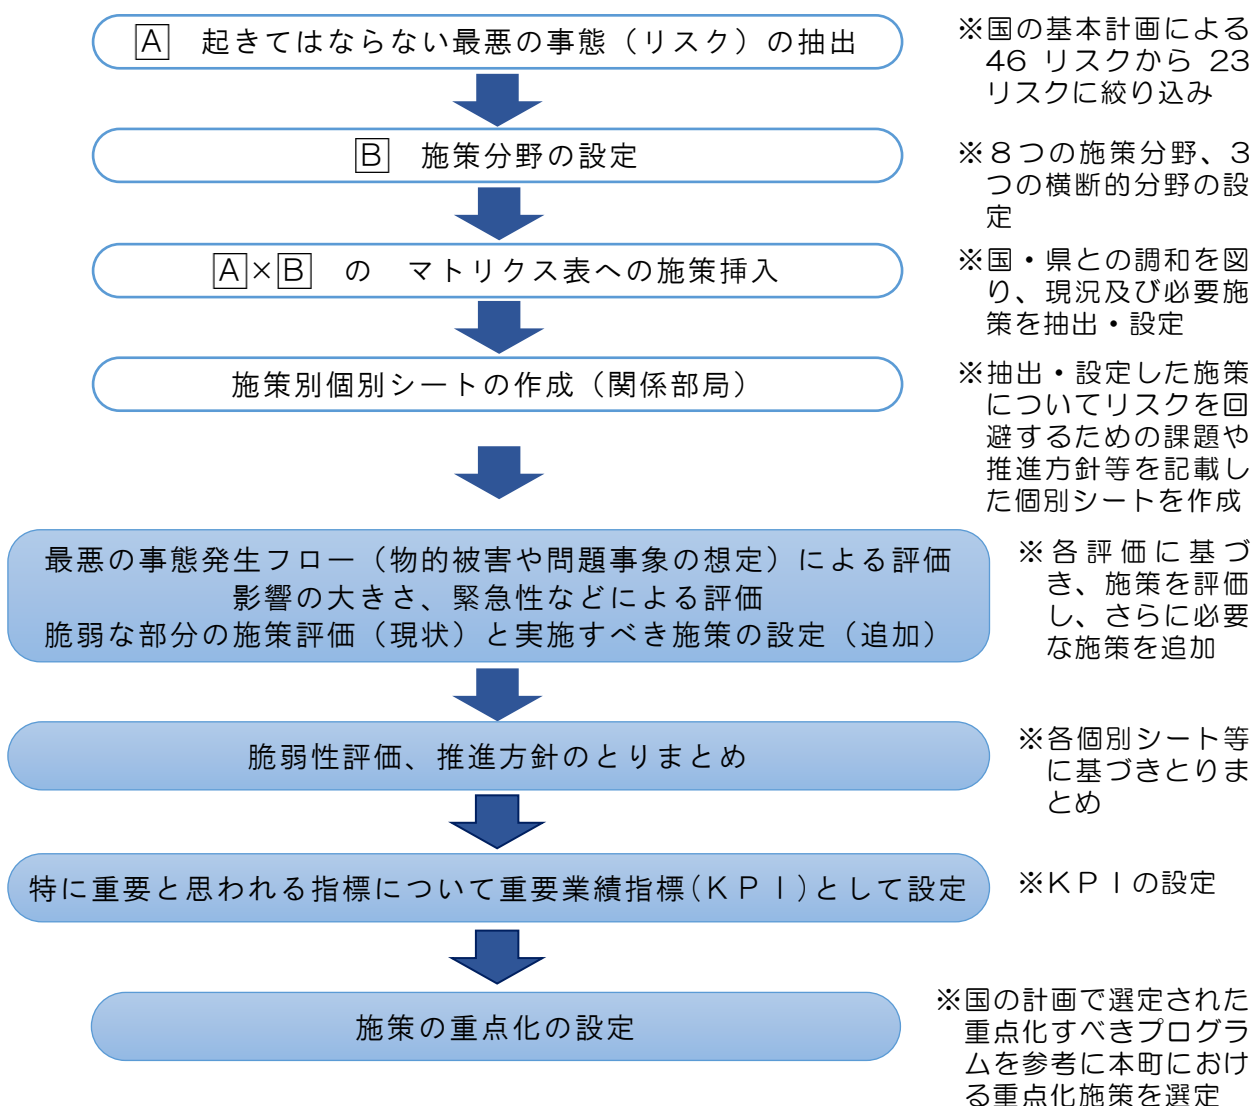 A 起きてはならない最悪の事態（リスク）の抽出
※国の基本計画による
46 リスクから 23
リスクに絞り込み
B 施策分野の設定
※８つの施策分野、３
つの横断的分野の設
定
A×B の マトリクス表への施策挿入
※国・県との調和を図
り、現況及び必要施
策を抽出・設定
施策別個別シートの作成（関係部局）
※抽出・設定した施策
についてリスクを回
避するための課題や
推進方針等を記載し
た個別シートを作成
最悪の事態発生フロー（物的被害や問題事象の想定）による評価
影響の大きさ、緊急性などによる評価
脆弱な部分の施策評価（現状）と実施すべき施策の設定（追加）
※各評価に基づ
き、施策を評価
し、さらに必要
な施策を追加
脆弱性評価、推進方針のとりまとめ
※各個別シート等
に基づきとりま
とめ
特に重要と思われる指標について重要業績指標(ＫＰＩ)として設定
※ＫＰＩの設定
施策の重点化の設定
※国の計画で選定された
重点化すべきプログラ
ムを参考に本町におけ
る重点化施策を選定